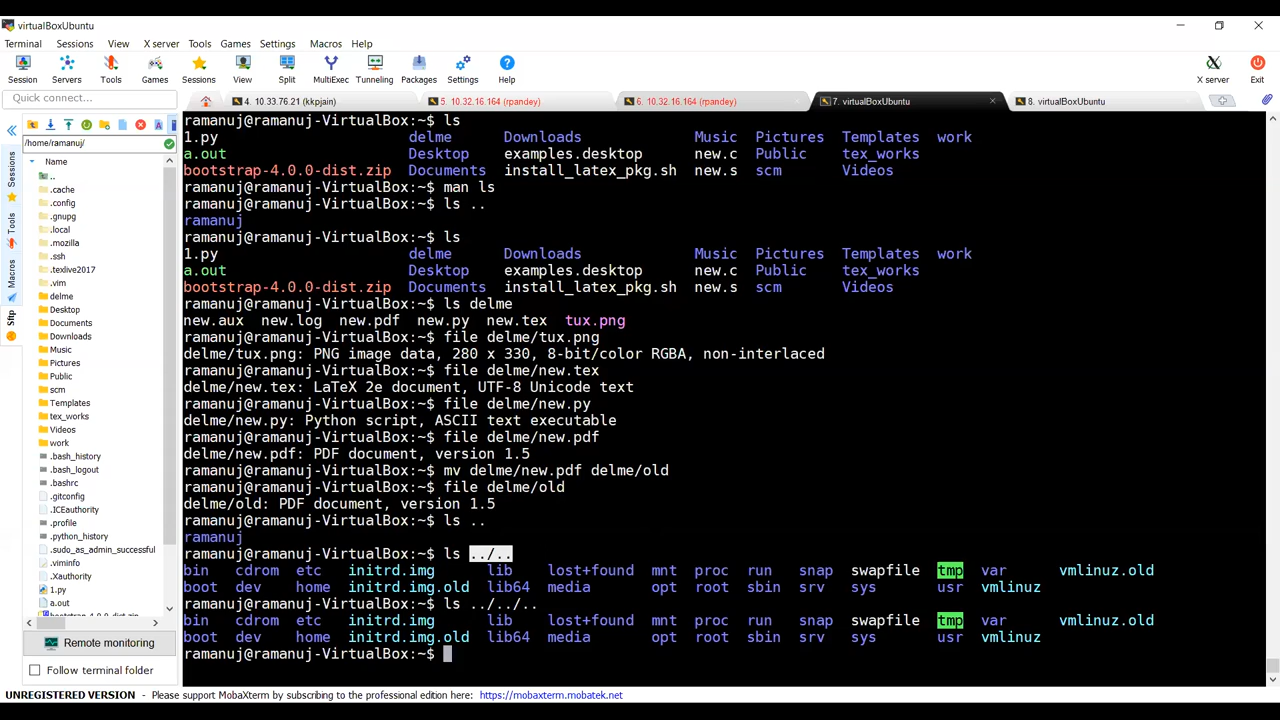 virtualBoxUbuntu
Terminal Sessions View X server Tools Games Settings Macros Help
Session Servers Tools Games Sessions View Split MultiExec Tunneling Packages Settings Help X server Exit
Quick connect...
4. 10.33.76.21 (kkpjain) 5. 10.32.16.164 (rpandey) 6. 10.32.16.164 (rpandey) 7. virtualBoxUbuntu 8. virtualBoxUbuntu
/home/ramanuj/
Name
..
.cache
.config
.gnupg
.local
.mozilla
.ssh
.texlive2017
.vim
delme
Desktop
Documents
Downloads
Music
Pictures
Public
scm
Templates
tex_works
Videos
work
.bash_history
.bash_logout
.bashrc
.gitconfig
.ICEauthority
.profile
.python_history
.sudo_as_admin_successful
.viminfo
.Xauthority
1.py
a.out
bootstrap-4.0.0-dist.zip
Sessions
Tools
Macros
Sftp
Remote monitoring
Follow terminal folder
ramanuj@ramanuj-VirtualBox:~$ ls
1.py delme Downloads Music Pictures Templates work
a.out Desktop examples.desktop new.c Public tex_works
bootstrap-4.0.0-dist.zip Documents install_latex_pkg.sh scm Videos
ramanuj@ramanuj-VirtualBox:~$ man ls
ramanuj@ramanuj-VirtualBox:~$ ls ..
ramanuj
ramanuj@ramanuj-VirtualBox:~$ ls
1.py delme Downloads Music Pictures Templates work
a.out Desktop examples.desktop new.c Public tex_works
bootstrap-4.0.0-dist.zip Documents install_latex_pkg.sh new.s scm Videos
ramanuj@ramanuj-VirtualBox:~$ ls delme
new.aux new.log new.pdf new.py new.tex tux.png
ramanuj@ramanuj-VirtualBox:~$ file delme/tux.png
delme/tux.png: PNG image data, 280 x 330, 8-bit/color RGBA, non-interlaced
ramanuj@ramanuj-VirtualBox:~$ file delme/new.tex
delme/new.tex: LaTeX 2e document, UTF-8 Unicode text
ramanuj@ramanuj-VirtualBox:~$ file delme/new.py
delme/new.py: Python script, ASCII text executable
ramanuj@ramanuj-VirtualBox:~$ file delme/new.pdf
delme/new.pdf: PDF document, version 1.5
ramanuj@ramanuj-VirtualBox:~$ mv delme/new.pdf delme/old
ramanuj@ramanuj-VirtualBox:~$ file delme/old
delme/old: PDF document, version 1.5
ramanuj@ramanuj-VirtualBox:~$ ls ..
ramanuj
ramanuj@ramanuj-VirtualBox:~$ ls ../..
bin cdrom etc initrd.img lib lost+found mnt proc run snap swapfile tmp var vmlinuz.old
boot dev home initrd.img.old lib64 media opt root sbin srv sys usr vmlinuz
ramanuj@ramanuj-VirtualBox:~$ ls ../../..
bin cdrom etc initrd.img lib lost+found mnt proc run snap swapfile tmp var vmlinuz.old
boot dev home initrd.img.old lib64 media opt root sbin srv sys usr vmlinuz
ramanuj@ramanuj-VirtualBox:~$
UNREGISTERED VERSION - Please support MobaXterm by subscribing to the professional edition here: https://mobaxterm.mobatek.net